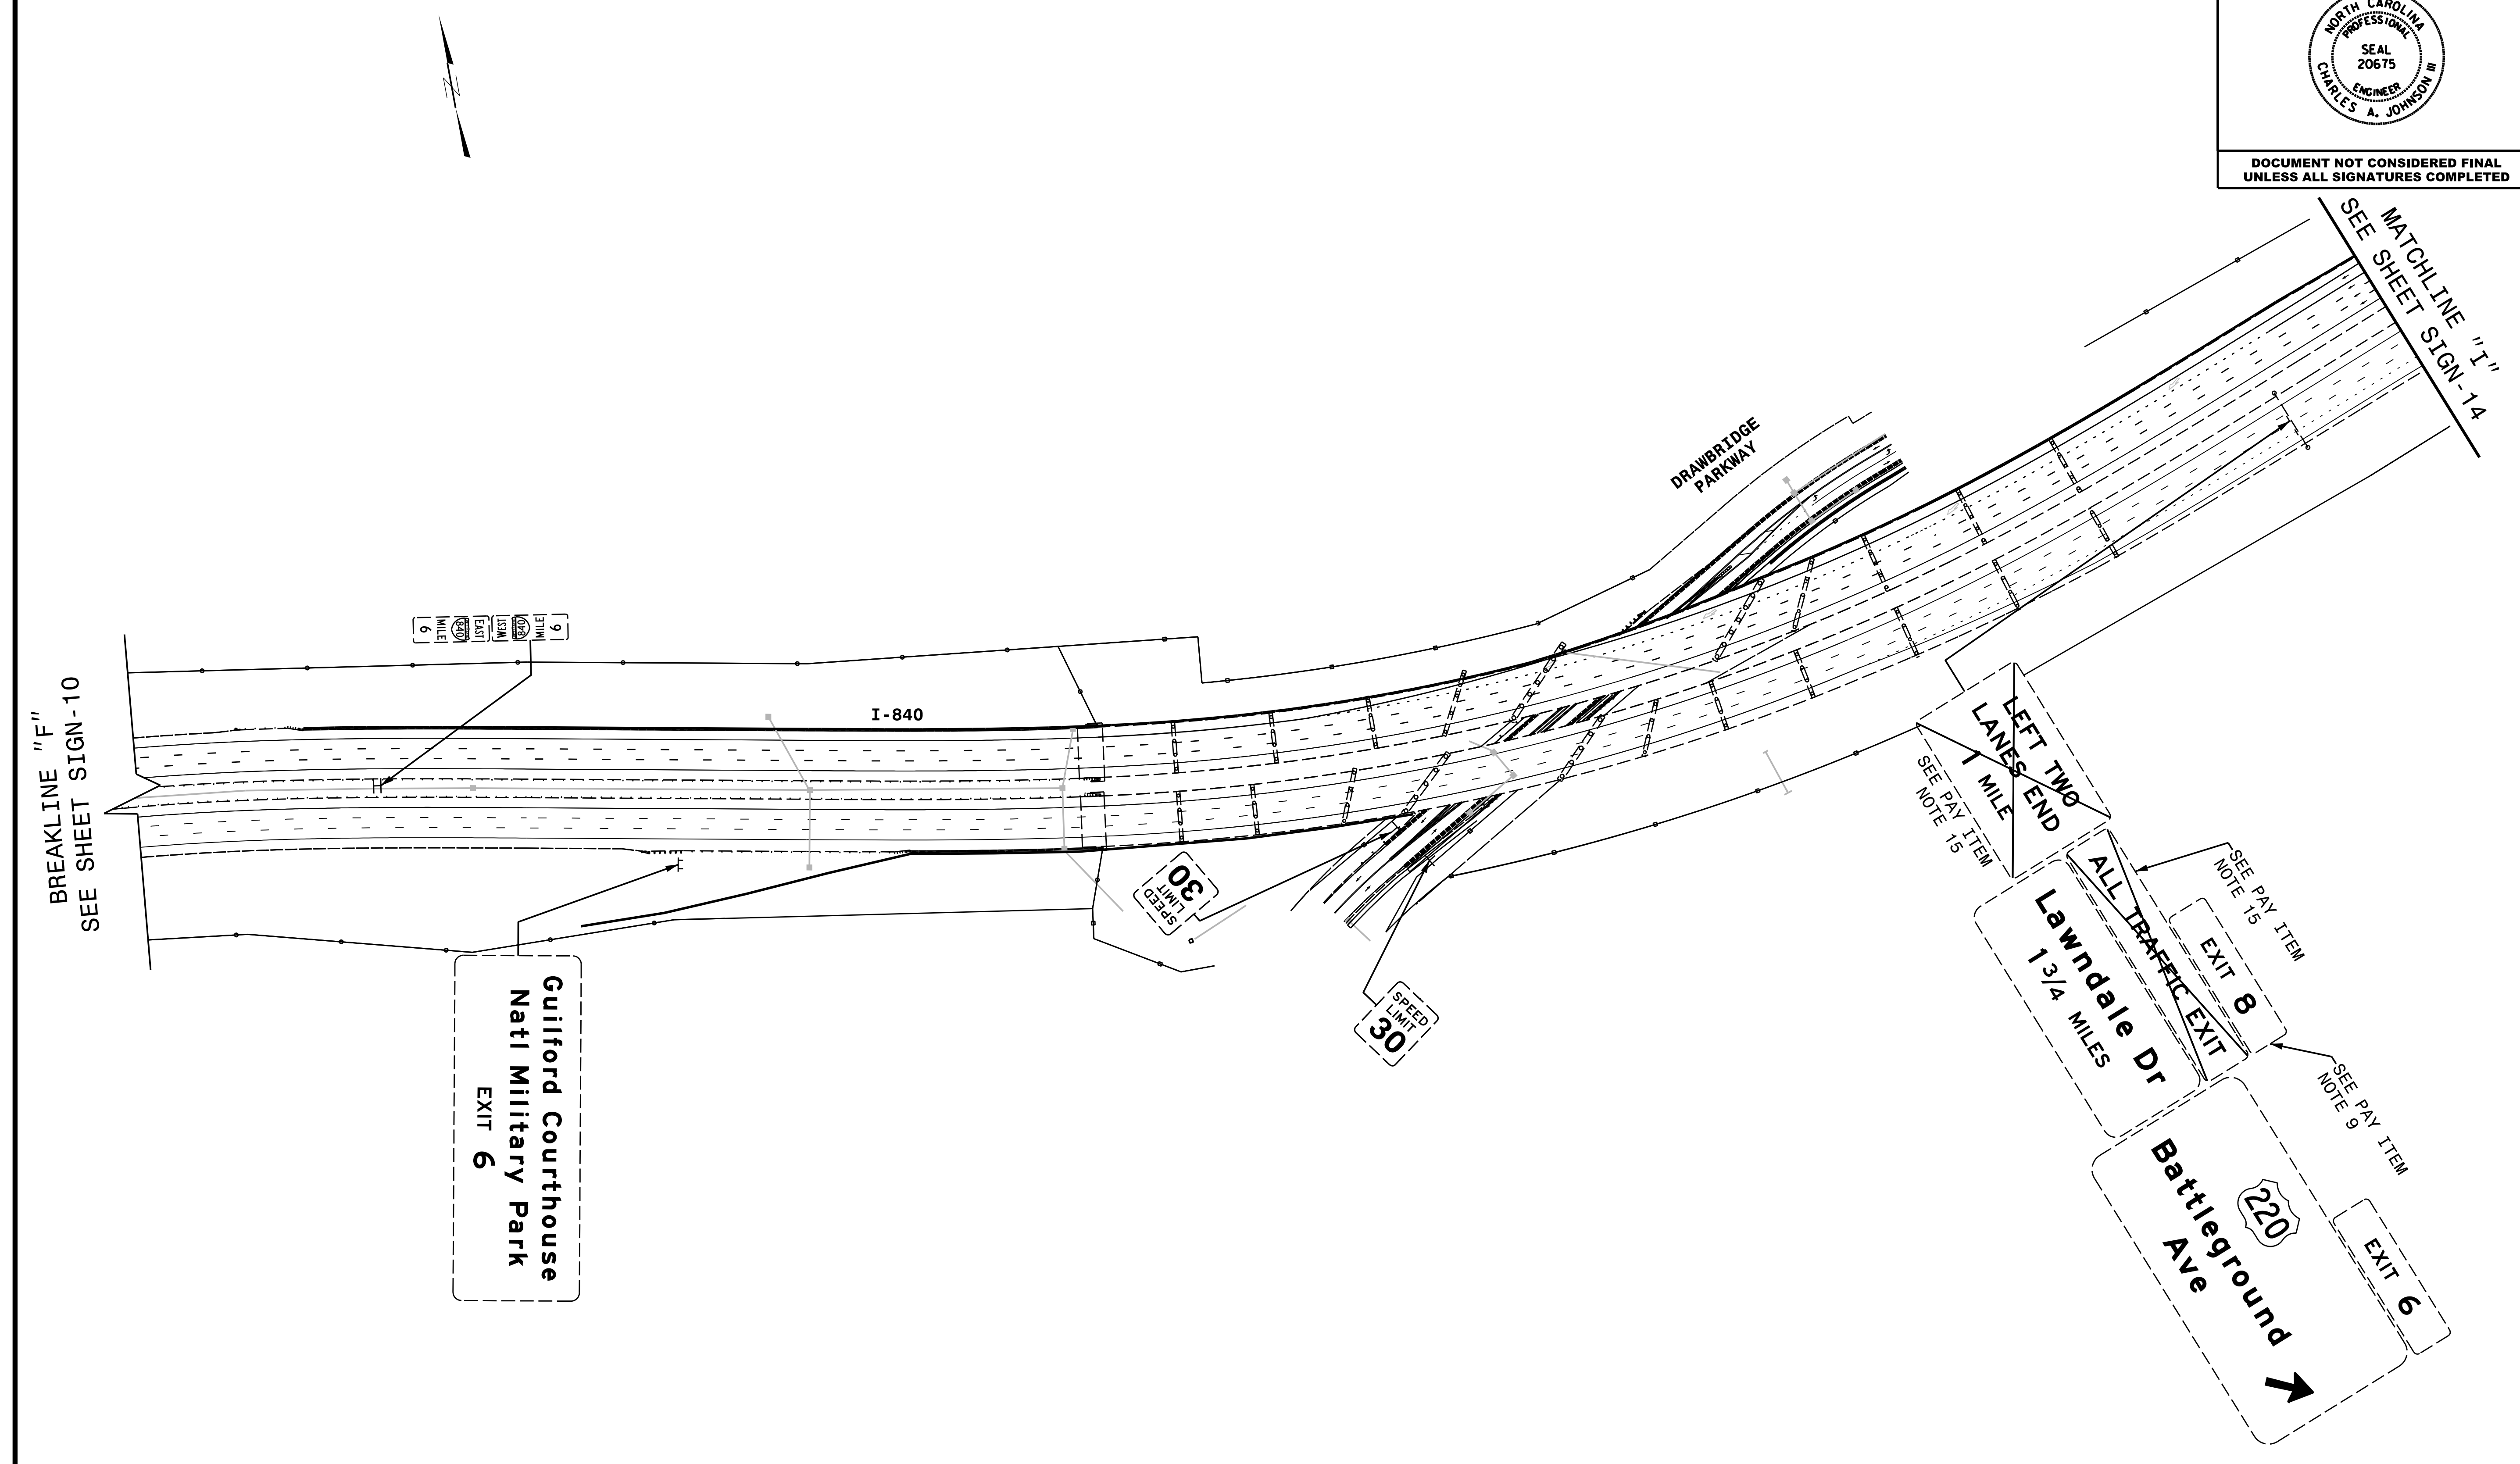 NORTH CAROLINA
PROFESSIONAL
SEAL
20675
ENGINEER
CHARLES A. JOHNSON III
DOCUMENT NOT CONSIDERED FINAL
UNLESS ALL SIGNATURES COMPLETED
N
MATCHLINE "I"
SEE SHEET SIGN-14
DRAWBRIDGE
PARKWAY
6
MILE
840
EAST
WEST
840
MILE
6
I-840
BREAKLINE "F"
SEE SHEET SIGN-10
SPEED
LIMIT
30
SPEED
LIMIT
30
Guilford Courthouse
Natl Military Park
EXIT 6
LEFT TWO
LANES END
1 MILE
SEE PAY ITEM
NOTE 15
SEE PAY ITEM
NOTE 15
EXIT 8
ALL TRAFFIC EXIT
Lawndale Dr
1 3/4 MILES
SEE PAY ITEM
NOTE 9
EXIT 6
220
Battleground
Ave